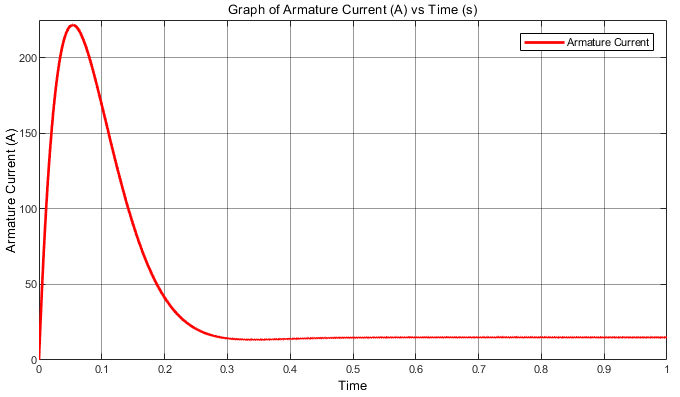 Graph of Armature Current (A) vs Time (s)
Armature Current
200
150
100
50
0
Armature Current (A)
0 0.1 0.2 0.3 0.4 0.5 0.6 0.7 0.8 0.9 1
Time